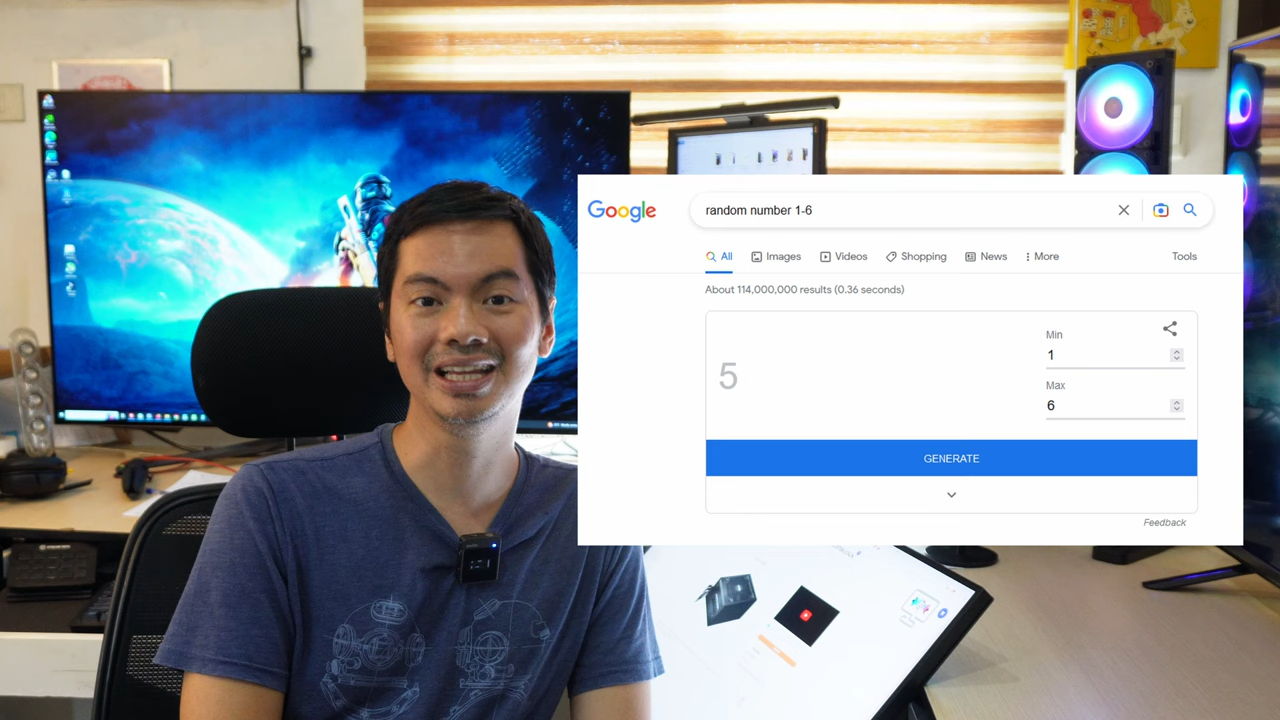 Google
random number 1-6
All
Images
Videos
Shopping
News
More
Tools
About 114,000,000 results (0.36 seconds)
5
Min
1
Max
6
GENERATE
Feedback